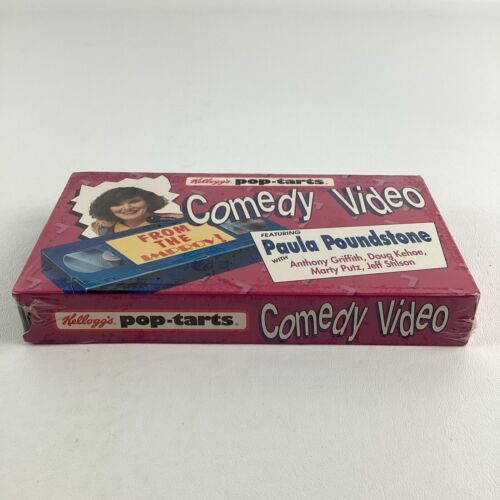 Kellogg's pop-tarts
Comedy Video
FROM
THE
IMPROV!
FEATURING
Paula Poundstone
WITH Anthony Griffith, Doug Kehoe,
Marty Putz, Jeff Stilson
Kellogg's pop-tarts Comedy Video